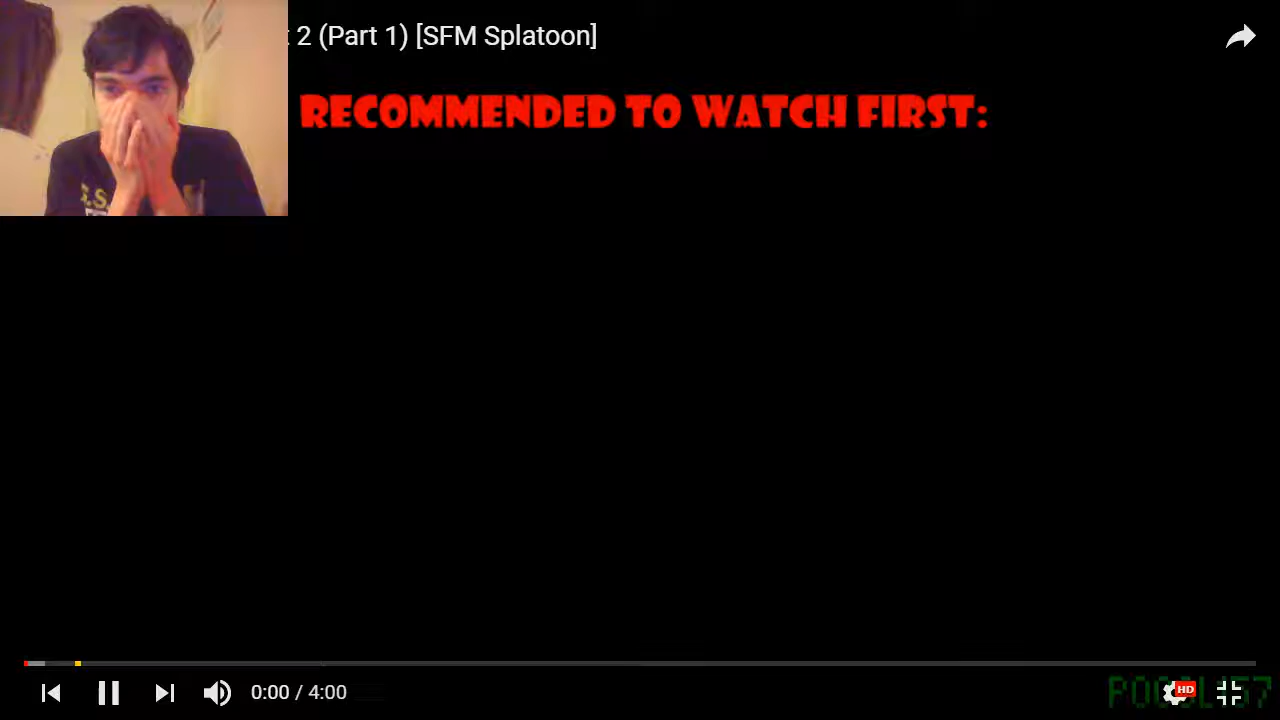 2 (Part 1) [SFM Splatoon]
RECOMMENDED TO WATCH FIRST:
G.S.
0:00 / 4:00
HD